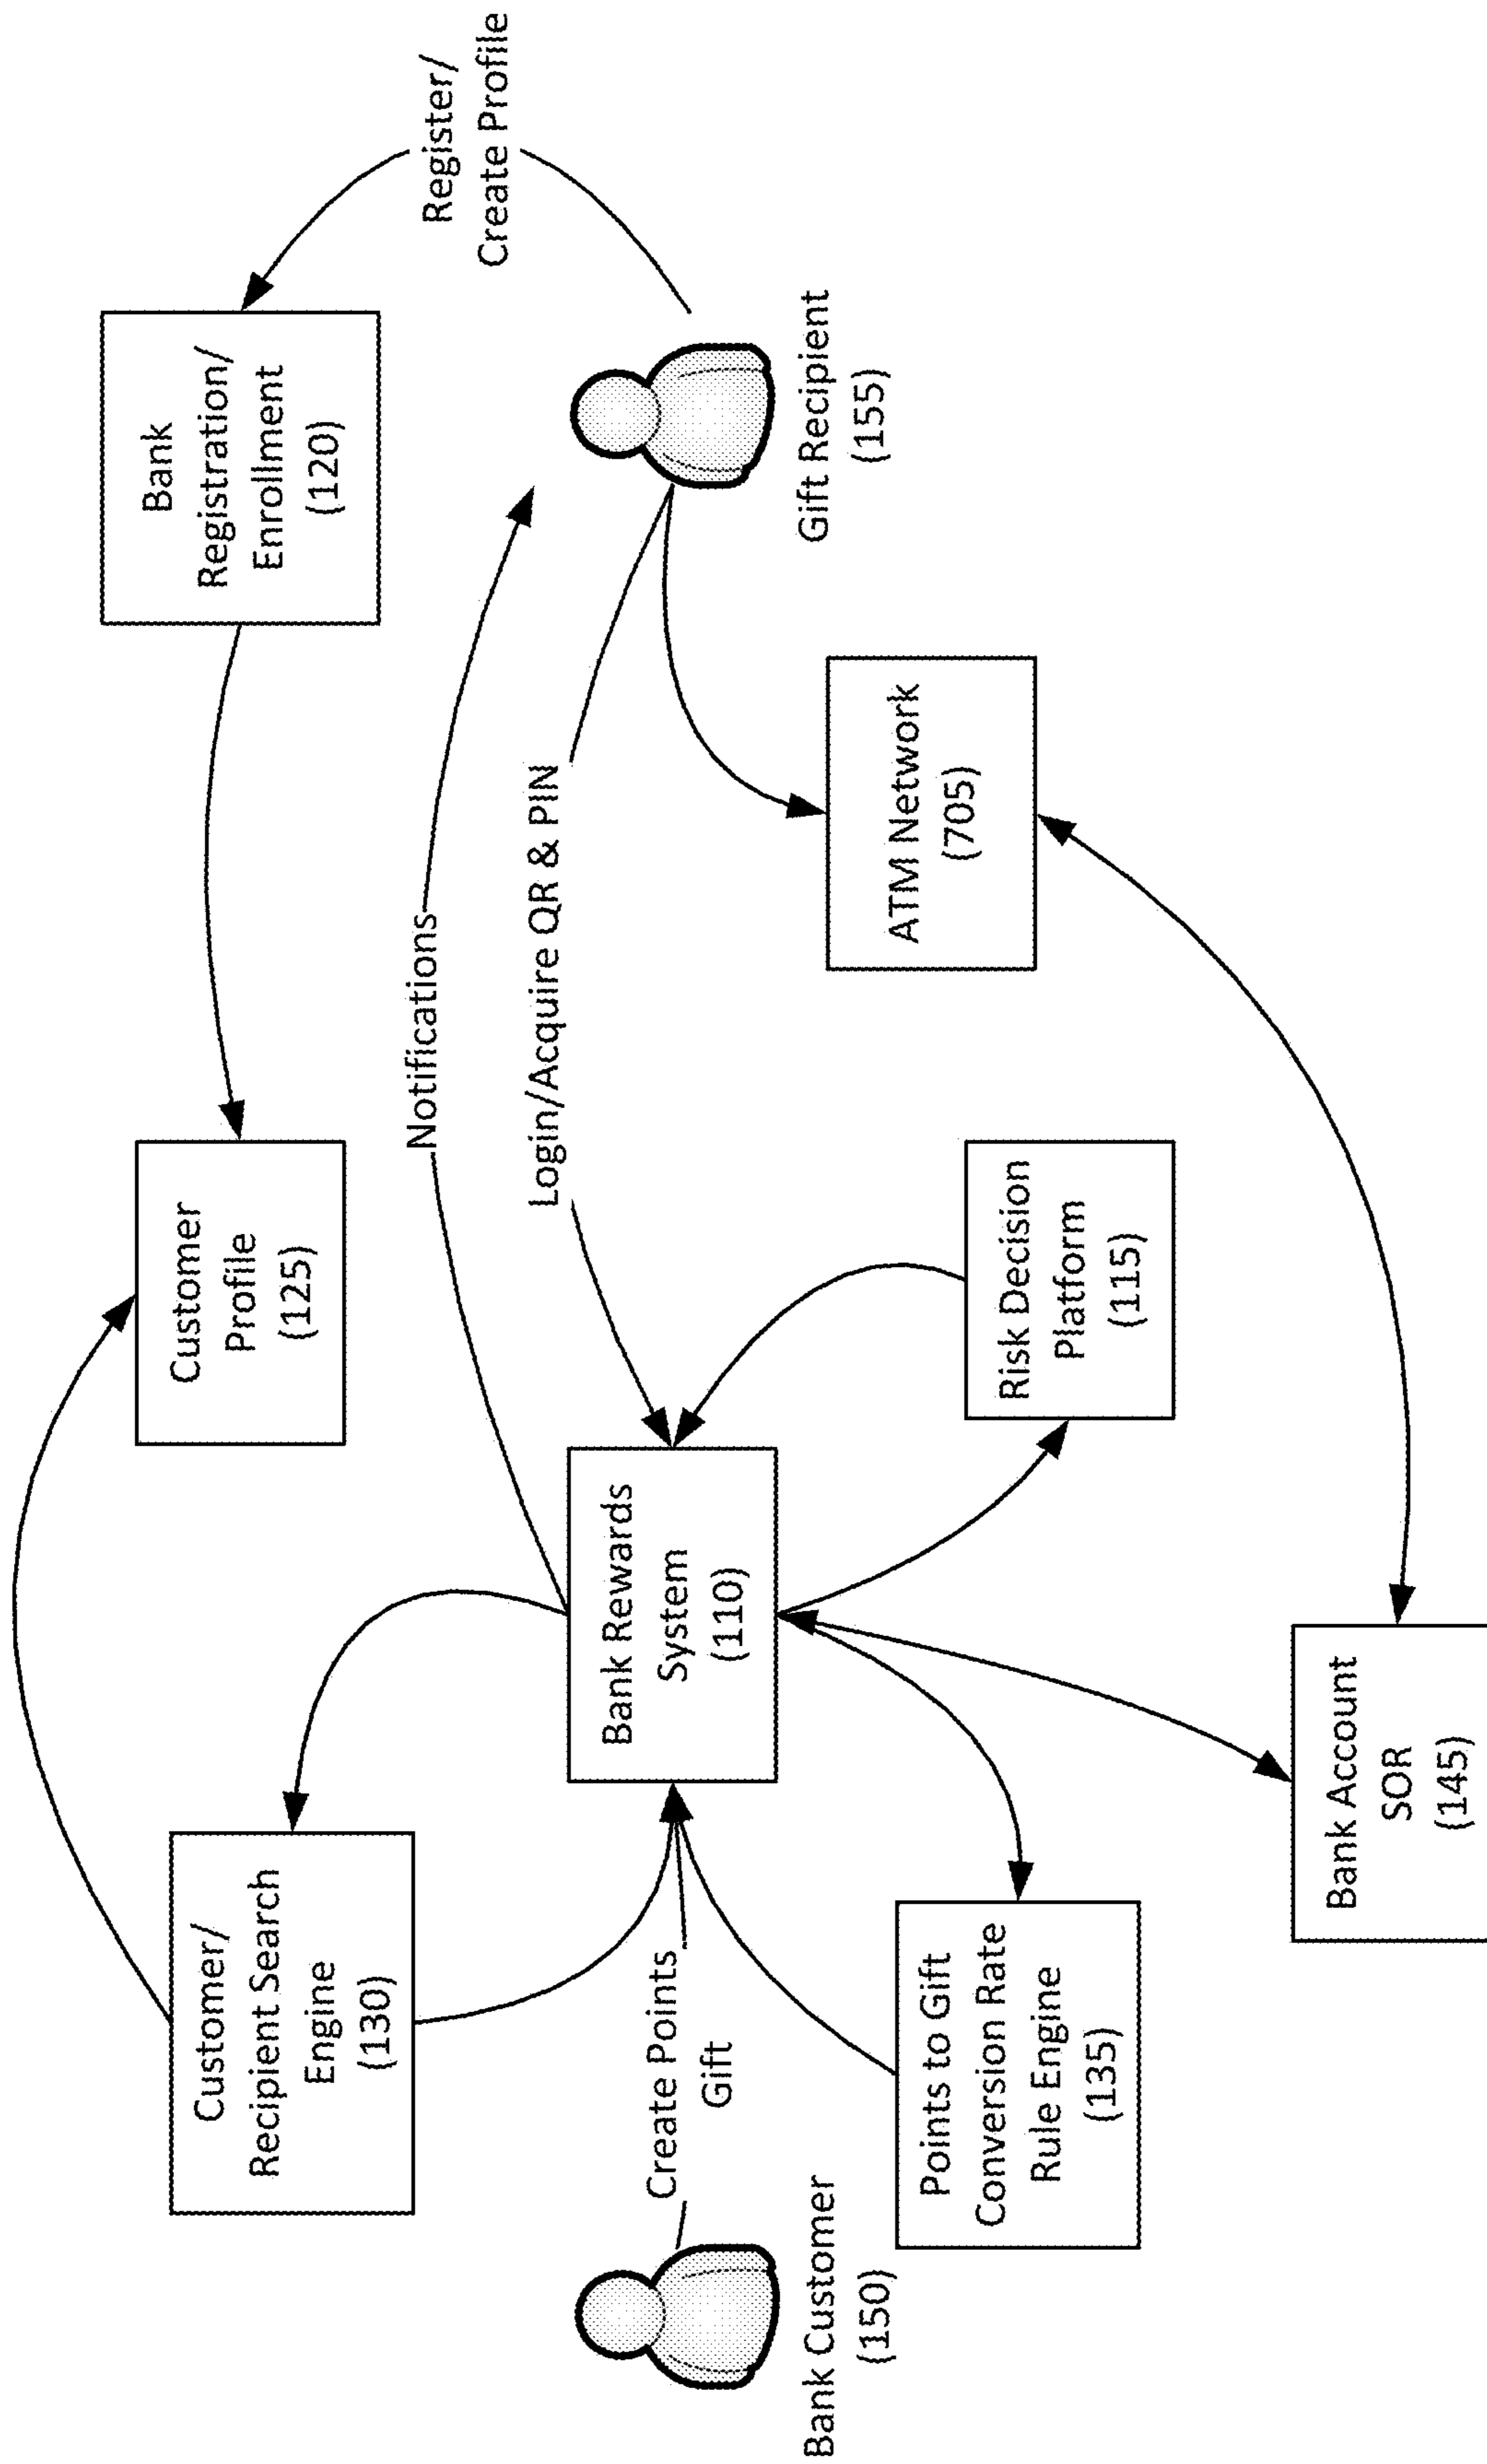 Customer/
Recipient Search
Engine
(130)
Customer
Profile
(125)
Bank
Registration/
Enrollment
(120)
Register/
Create Profile
Notifications
Login/Acquire QR & PIN
Bank Customer
(150)
Create Points
Gift
Bank Rewards
System
(110)
Gift Recipient
(155)
Points to Gift
Conversion Rate
Rule Engine
(135)
Risk Decision
Platform
(115)
ATM Network
(705)
Bank Account
SOR
(145)